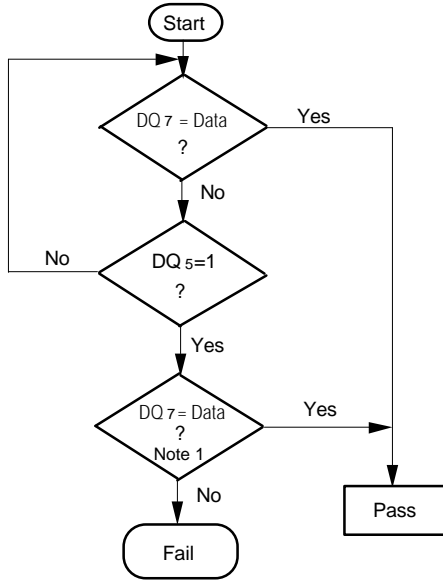 Start
DQ 7 = Data
?
Yes
No
DQ 5=1
?
No
Yes
DQ 7 = Data
?
Note 1
Yes
No
Pass
Fail